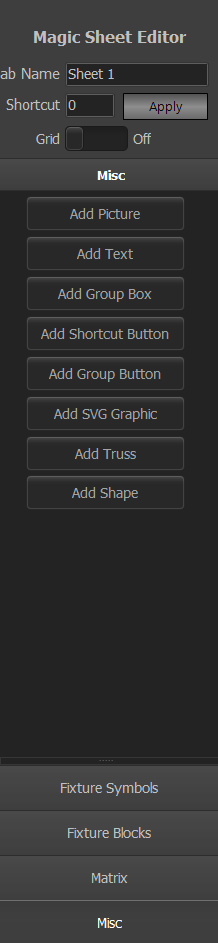 Magic Sheet Editor
ab Name Sheet 1
Shortcut 0 Apply
Grid Off
Misc
Add Picture
Add Text
Add Group Box
Add Shortcut Button
Add Group Button
Add SVG Graphic
Add Truss
Add Shape
Fixture Symbols
Fixture Blocks
Matrix
Misc